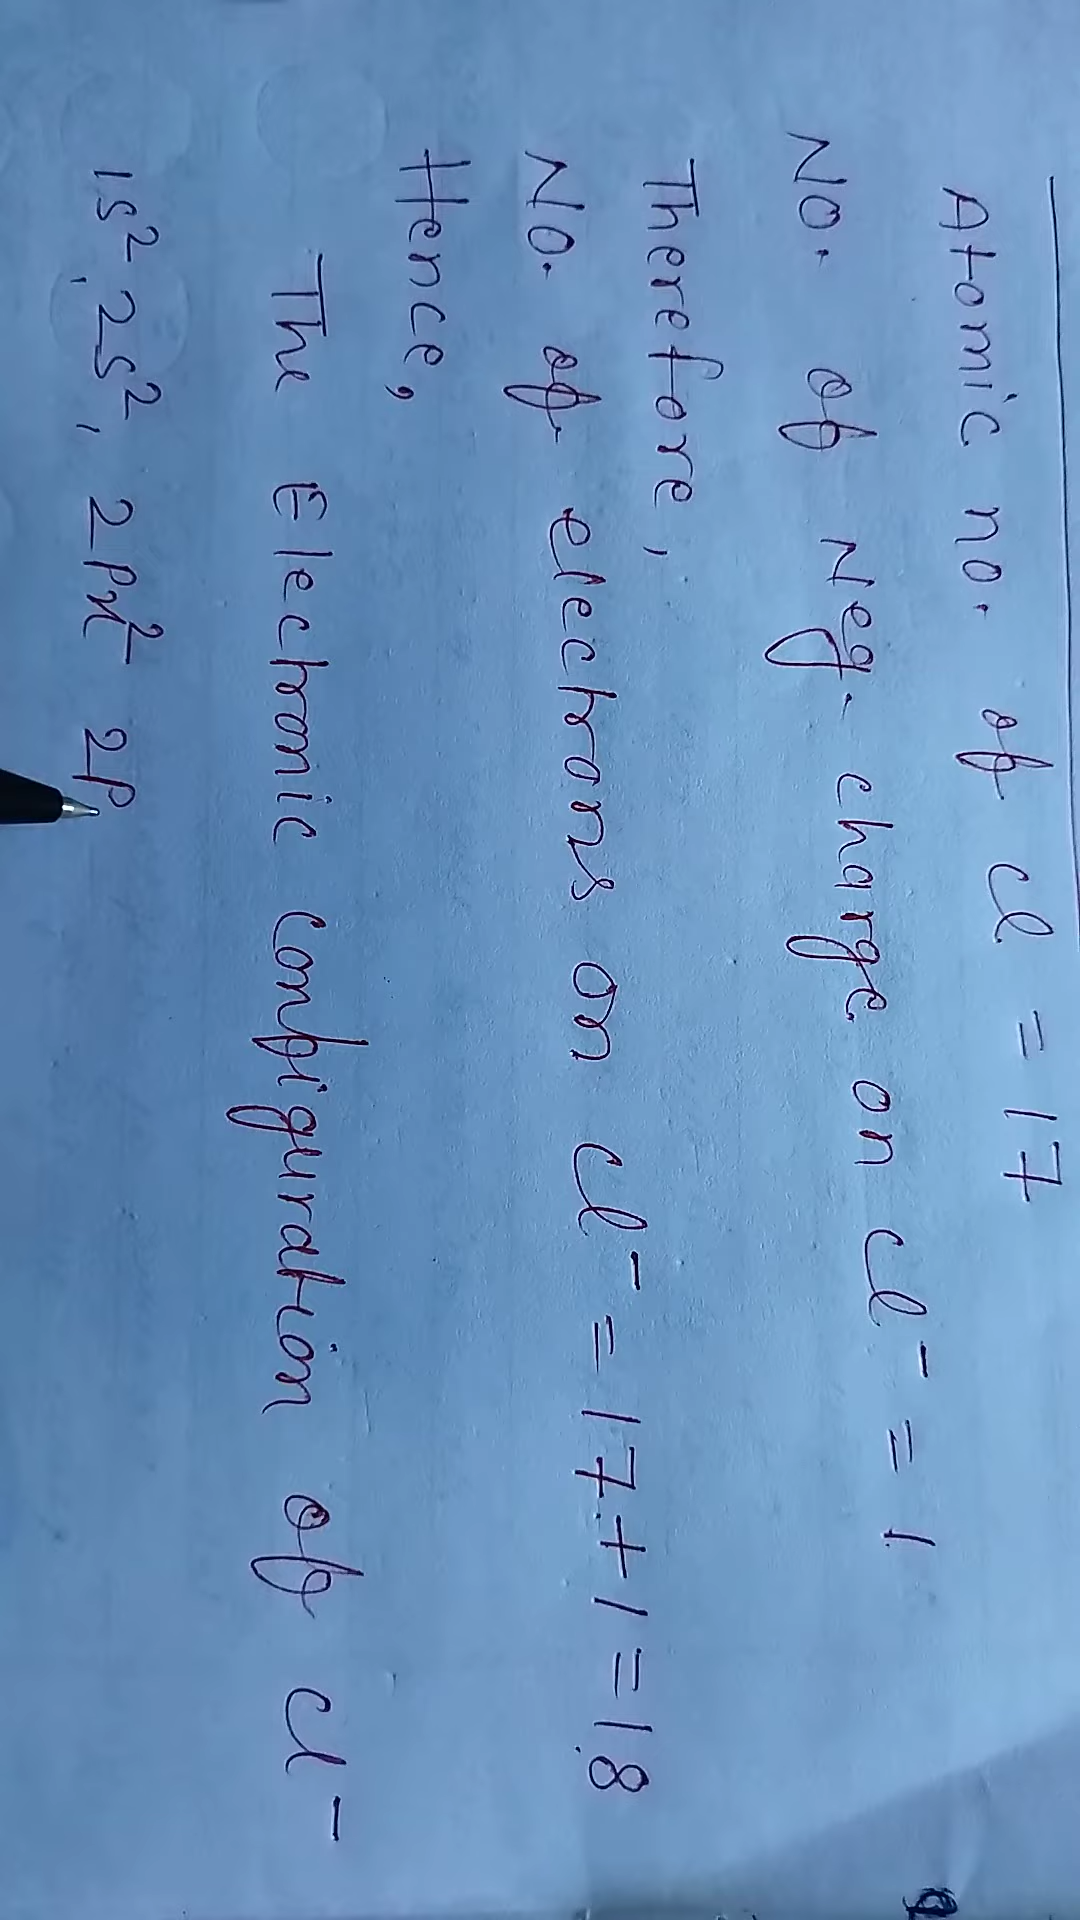 Atomic no. of Cl = 17
No. of Neg. charge on Cl⁻ = 1
Therefore,
No. of electrons on Cl⁻ = 17 + 1 = 18
Hence,
The Electronic configuration of Cl⁻
1s², 2s², 2Px² 2P